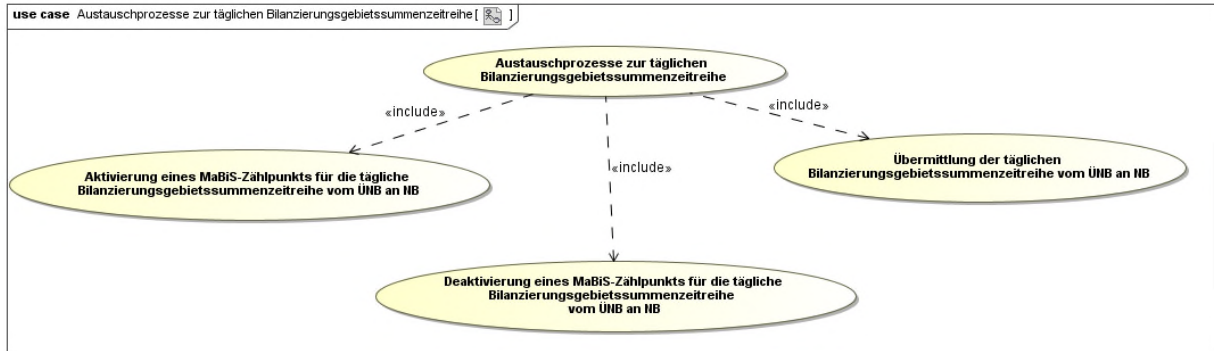 use case Austauschprozesse zur täglichen Bilanzierungsgebietssummenzeitreihe [ ]
Austauschprozesse zur täglichen
Bilanzierungsgebietssummenzeitreihe
«include»
«include»
«include»
Aktivierung eines MaBiS-Zählpunkts für die tägliche
Bilanzierungsgebietssummenzeitreihe vom ÜNB an NB
Übermittlung der täglichen
Bilanzierungsgebietssummenzeitreihe vom ÜNB an NB
Deaktivierung eines MaBiS-Zählpunkts für die tägliche
Bilanzierungsgebietssummenzeitreihe
vom ÜNB an NB